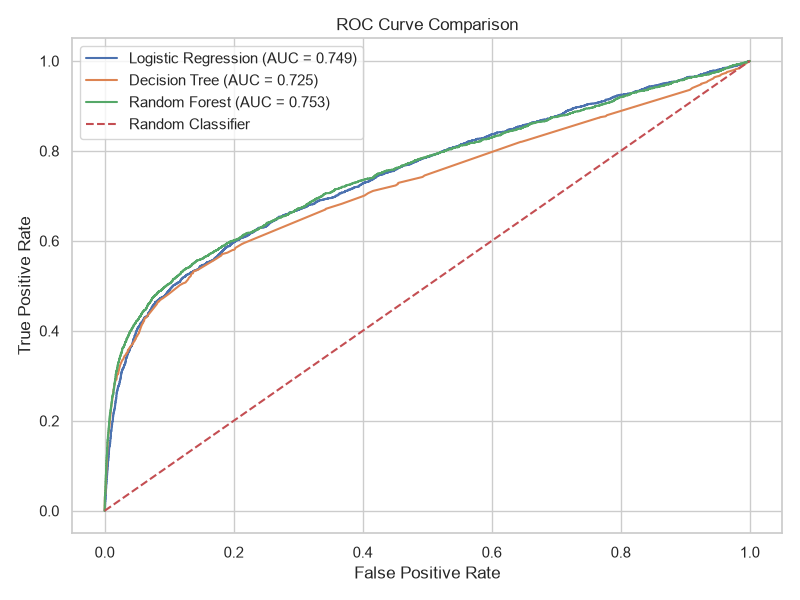 ROC Curve Comparison
Logistic Regression (AUC = 0.749)
Decision Tree (AUC = 0.725)
Random Forest (AUC = 0.753)
Random Classifier
True Positive Rate
1.0
0.8
0.6
0.4
0.2
0.0
0.0 0.2 0.4 0.6 0.8 1.0
False Positive Rate